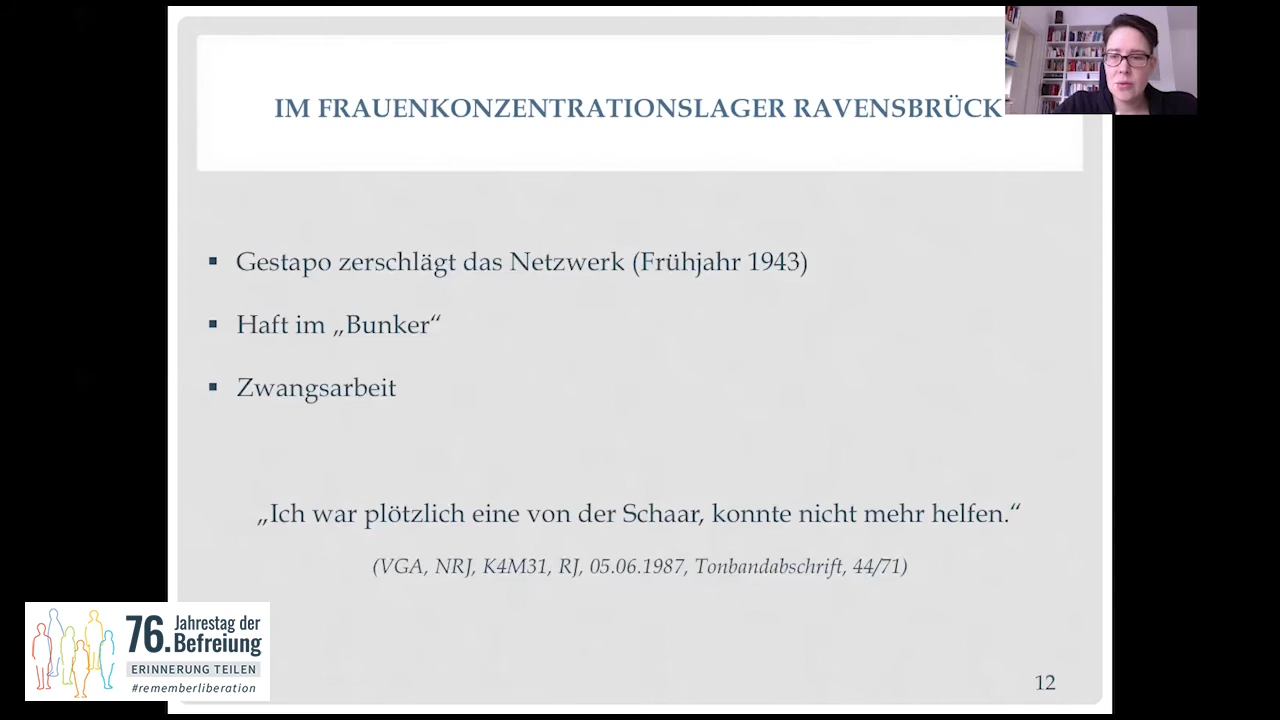 IM FRAUENKONZENTRATIONSLAGER RAVENSBRÜCK
▪ Gestapo zerschlägt das Netzwerk (Frühjahr 1943)
▪ Haft im „Bunker“
▪ Zwangsarbeit
„Ich war plötzlich eine von der Schaar, konnte nicht mehr helfen.“
(VGA, NRJ, K4M31, RJ, 05.06.1987, Tonbandabschrift, 44/71)
76. Jahrestag der
Befreiung
ERINNERUNG TEILEN
#rememberliberation
12